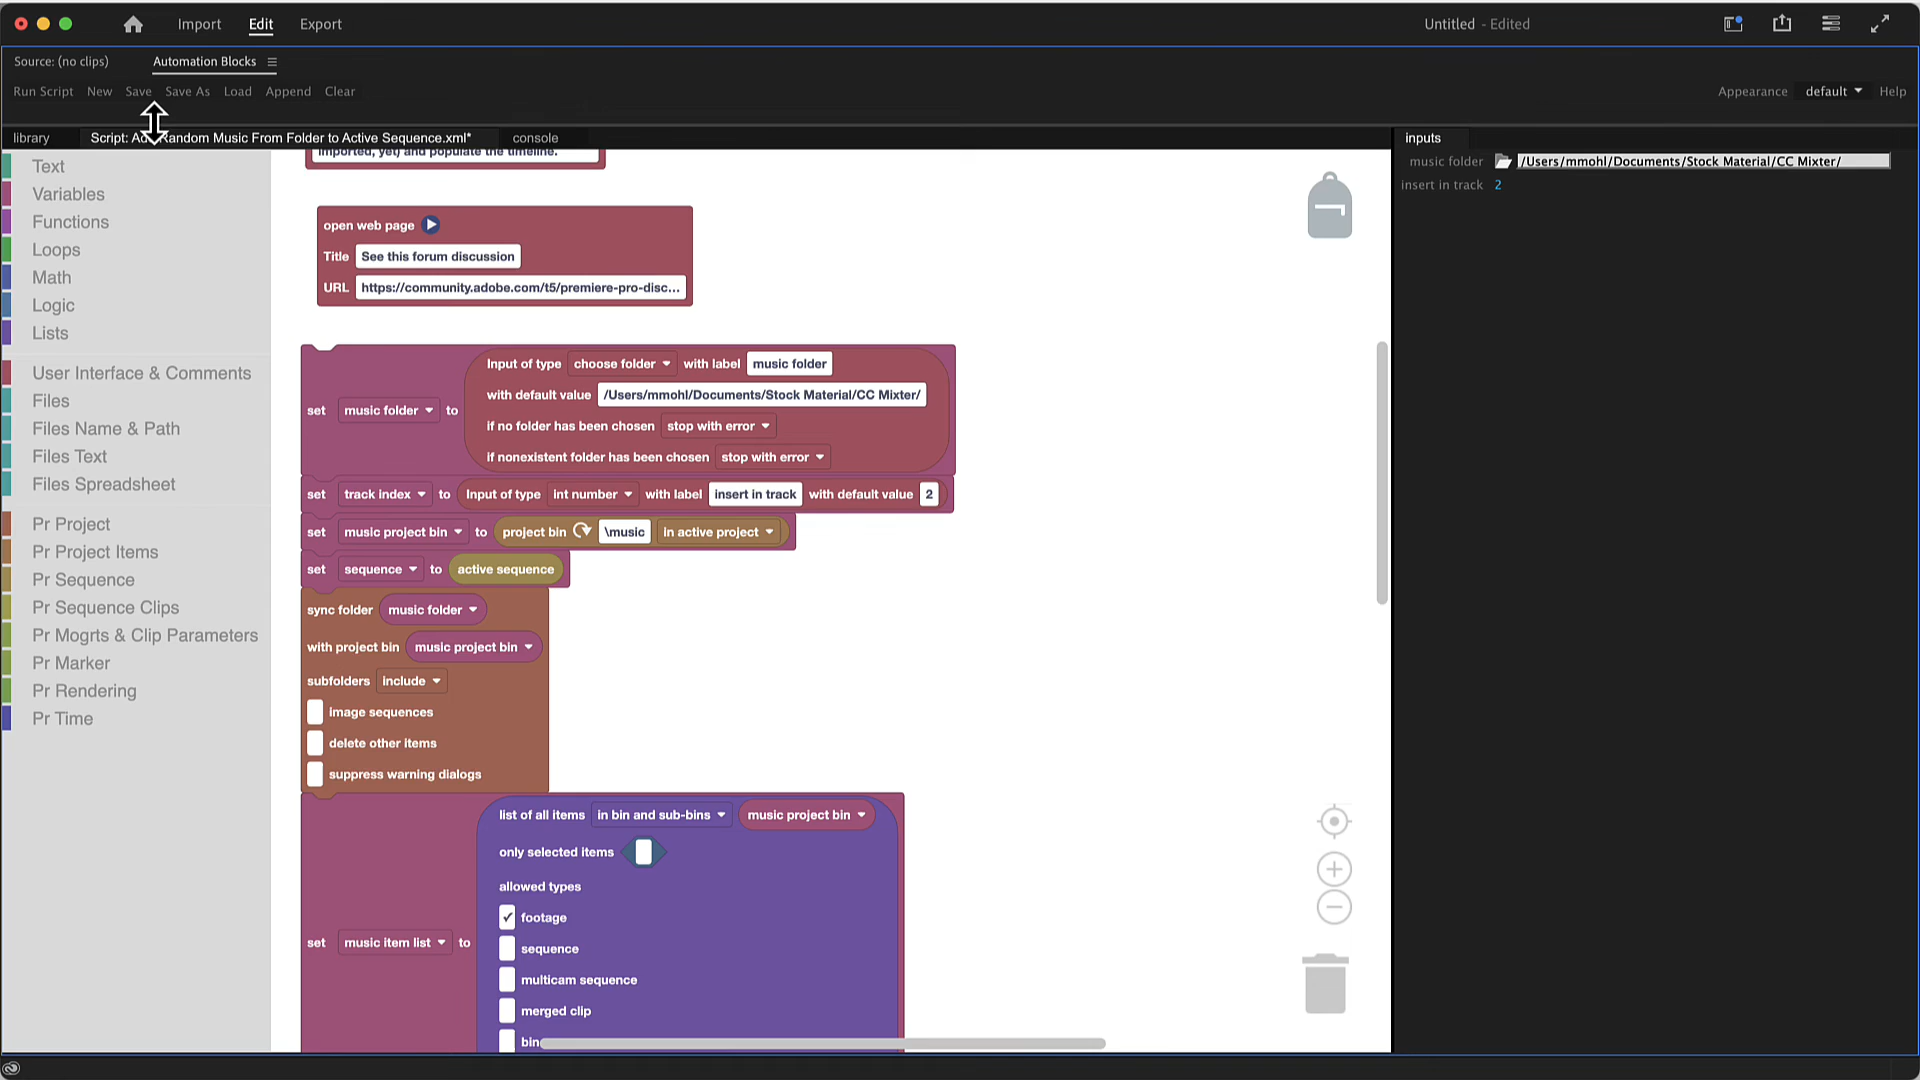 Import Edit Export Untitled - Edited
Source: (no clips) Automation Blocks
Run Script New Save Save As Load Append Clear Appearance default Help
library Script: Ad Random Music From Folder to Active Sequence.xml* console inputs
imported, yet) and populate the timeline.
music folder /Users/mmohl/Documents/Stock Material/CC Mixter/
insert in track 2
Text
Variables
Functions
Loops
Math
Logic
Lists
User Interface & Comments
Files
Files Name & Path
Files Text
Files Spreadsheet
Pr Project
Pr Project Items
Pr Sequence
Pr Sequence Clips
Pr Mogrts & Clip Parameters
Pr Marker
Pr Rendering
Pr Time
open web page
Title See this forum discussion
URL https://community.adobe.com/t5/premiere-pro-disc...
set music folder to Input of type choose folder with label music folder
with default value /Users/mmohl/Documents/Stock Material/CC Mixter/
if no folder has been chosen stop with error
if nonexistent folder has been chosen stop with error
set track index to Input of type int number with label insert in track with default value 2
set music project bin to project bin \music in active project
set sequence to active sequence
sync folder music folder
with project bin music project bin
subfolders include
image sequences
delete other items
suppress warning dialogs
set music item list to list of all items in bin and sub-bins music project bin
only selected items
allowed types
footage
sequence
multicam sequence
merged clip
bin